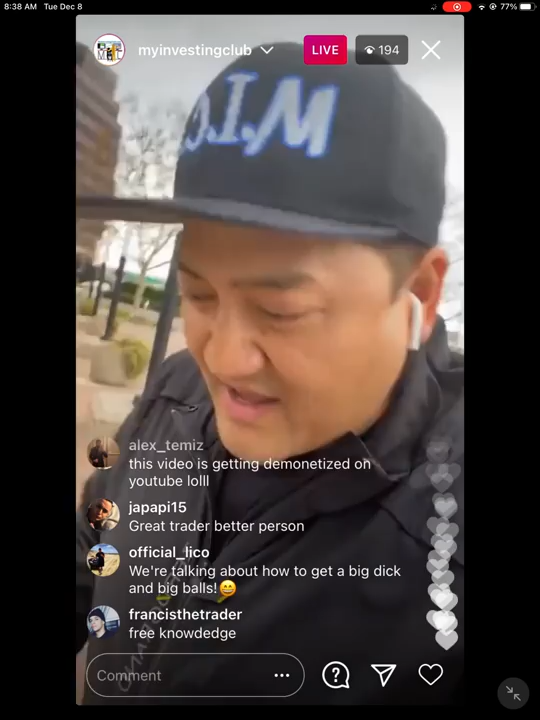 8:38 AM Tue Dec 8
77%
myinvestingclub
LIVE
194
M.I.C
alex_temiz
this video is getting demonetized on
youtube lolll
japapi15
Great trader better person
official_lico
We're talking about how to get a big dick
and big balls!😄
francisthetrader
free knowdedge
Comment